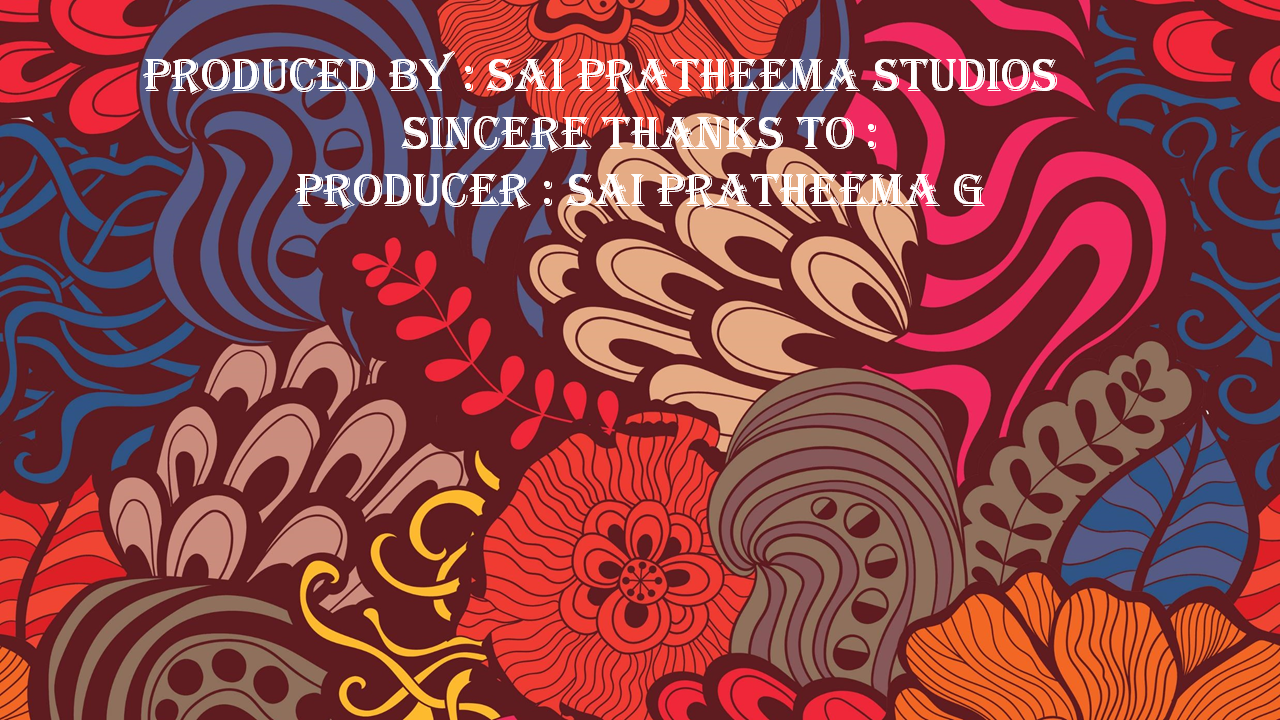 PRODUCED BY : SAI PRATHEEMA STUDIOS
SINCERE THANKS TO :
PRODUCER : SAI PRATHEEMA G